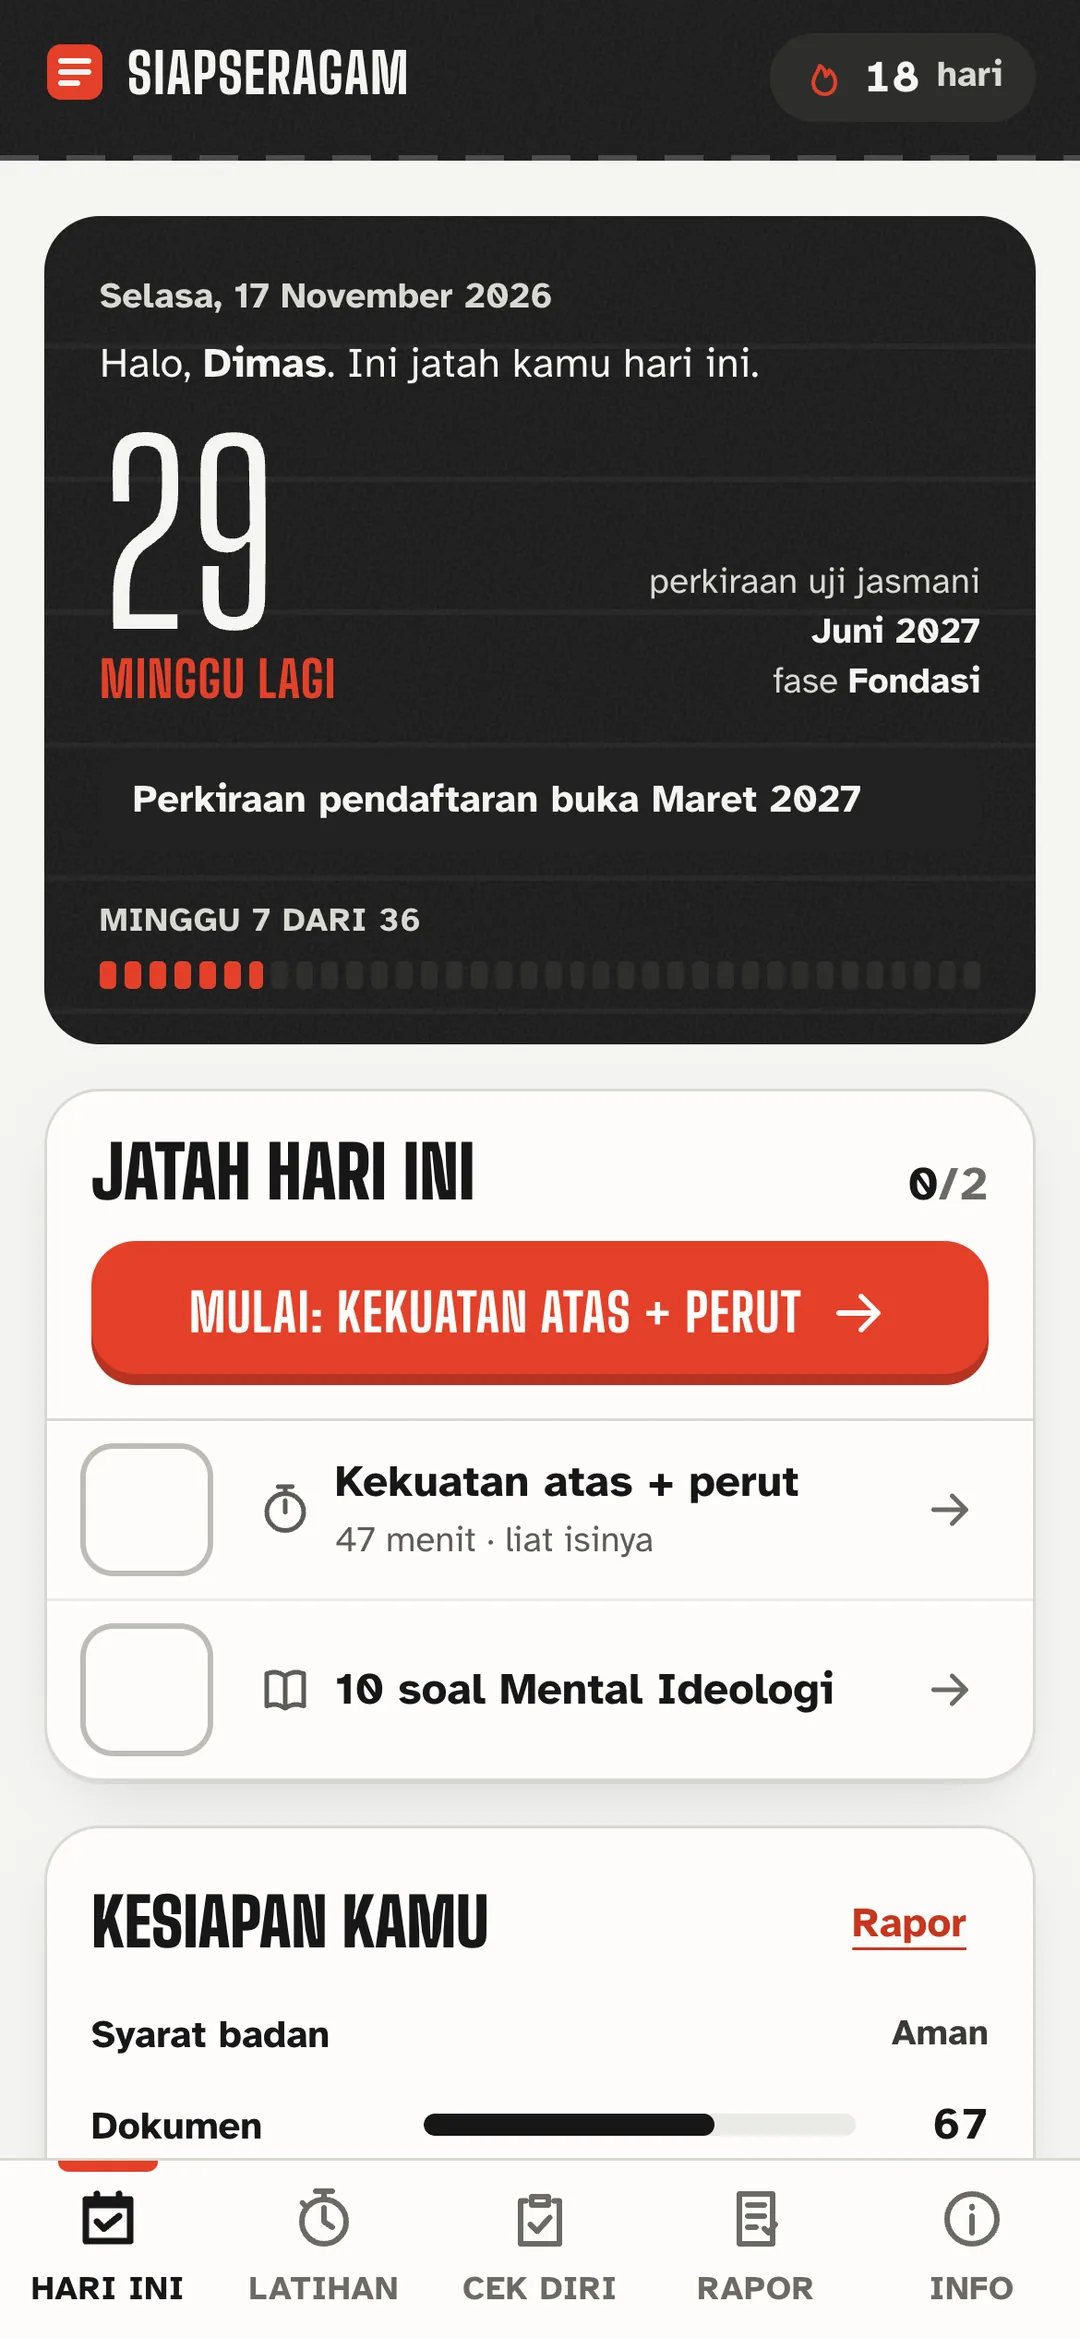 SIAPSERAGAM
18 hari
Selasa, 17 November 2026
Halo, Dimas. Ini jatah kamu hari ini.
29
MINGGU LAGI
perkiraan uji jasmani
Juni 2027
fase Fondasi
Perkiraan pendaftaran buka Maret 2027
MINGGU 7 DARI 36
JATAH HARI INI
0/2
MULAI: KEKUATAN ATAS + PERUT →
Kekuatan atas + perut
47 menit · liat isinya
10 soal Mental Ideologi
KESIAPAN KAMU
Rapor
Syarat badan
Aman
Dokumen
67
HARI INI
LATIHAN
CEK DIRI
RAPOR
INFO